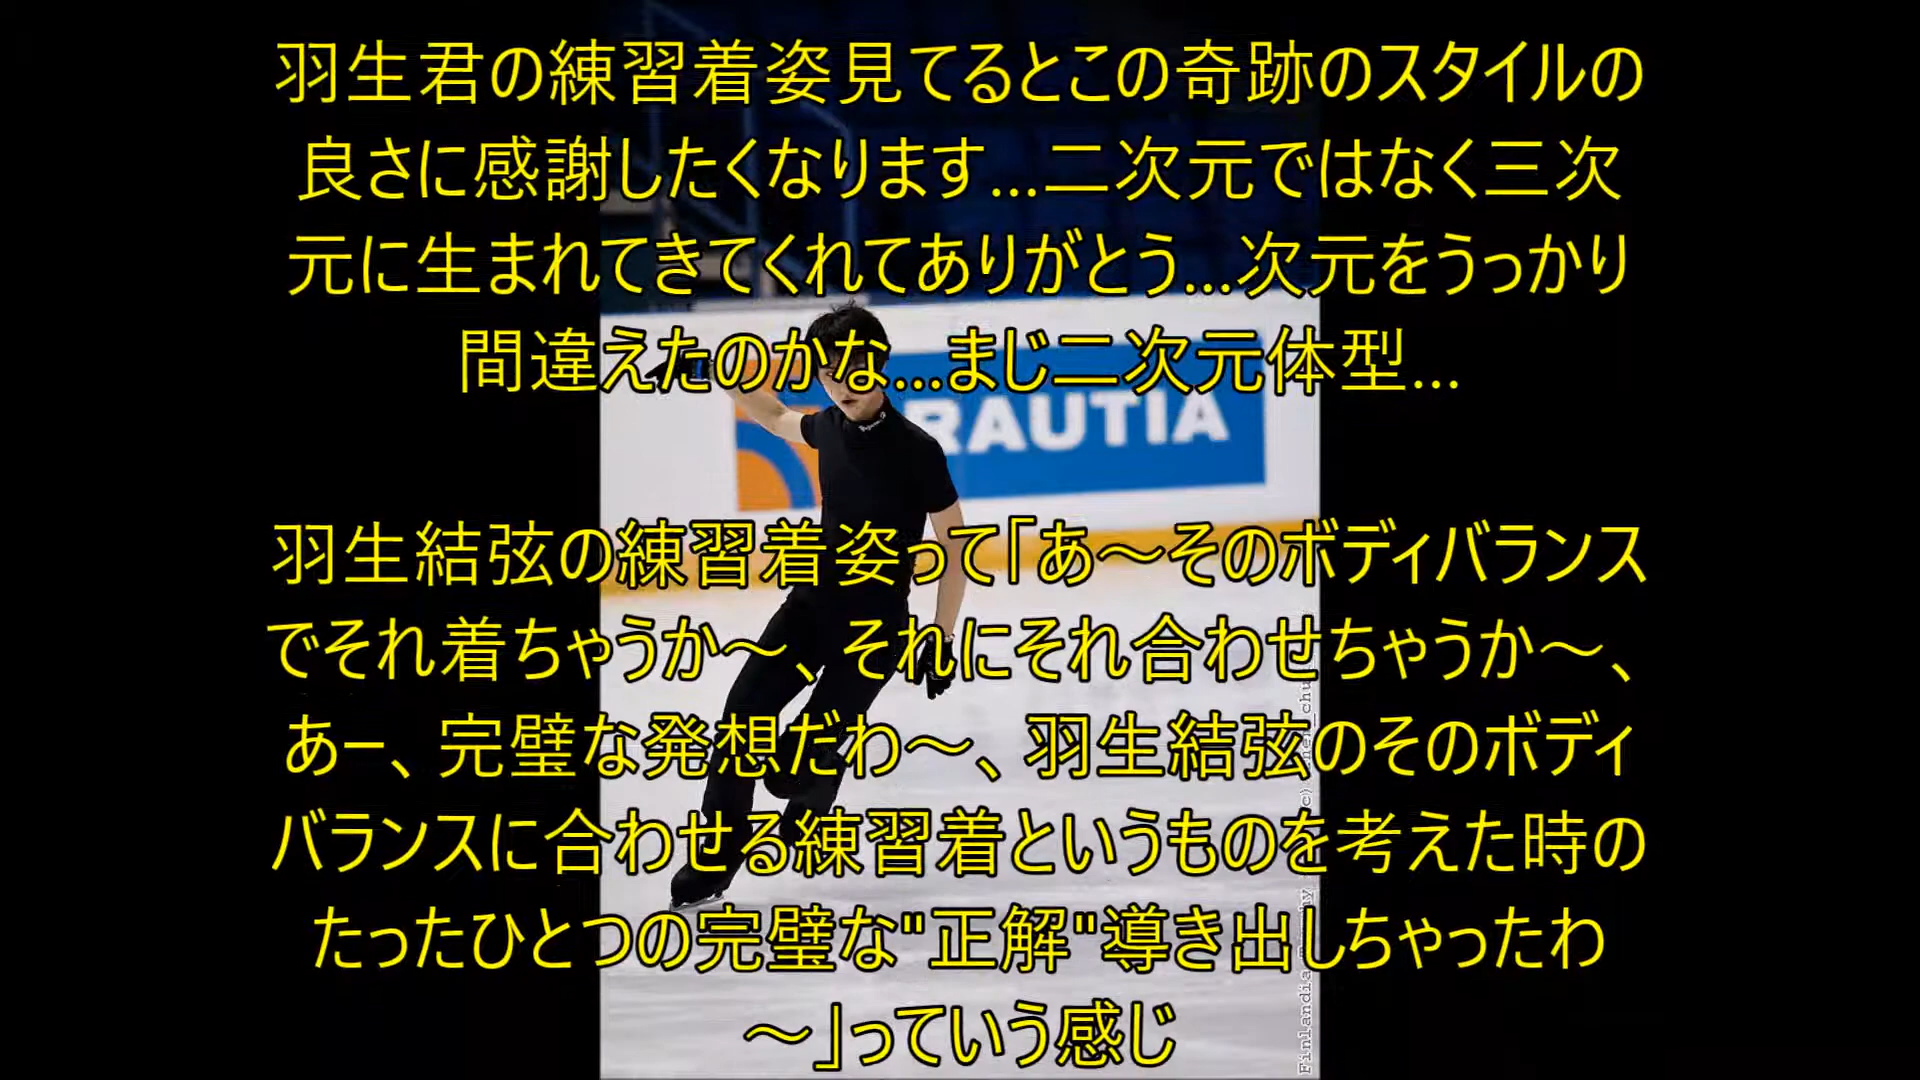 羽生君の練習着姿見てるとこの奇跡のスタイルの
良さに感謝したくなります...二次元ではなく三次
元に生まれてきてくれてありがとう...次元をうっかり
間違えたのかな...まじ二次元体型...
RAUTIA
羽生結弦の練習着姿って「あ～そのボディバランス
でそれ着ちゃうか～、それにそれ合わせちゃうか～、
あー、完璧な発想だわ～、羽生結弦のそのボディ
バランスに合わせる練習着というものを考えた時の
たったひとつの完璧な"正解"導き出しちゃったわ
～」っていう感じ
Finlandia